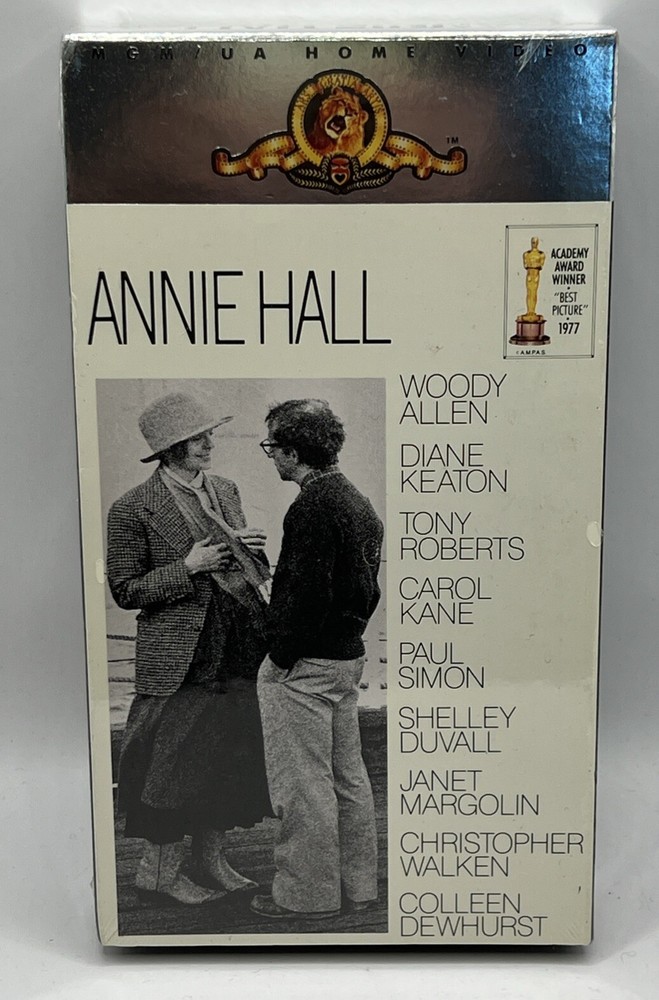 MGM/UA HOME VIDEO
TM
ACADEMY
AWARD
WINNER
"BEST
PICTURE"
1977
©A.M.P.A.S.
ANNIE HALL
WOODY
ALLEN
DIANE
KEATON
TONY
ROBERTS
CAROL
KANE
PAUL
SIMON
SHELLEY
DUVALL
JANET
MARGOLIN
CHRISTOPHER
WALKEN
COLLEEN
DEWHURST